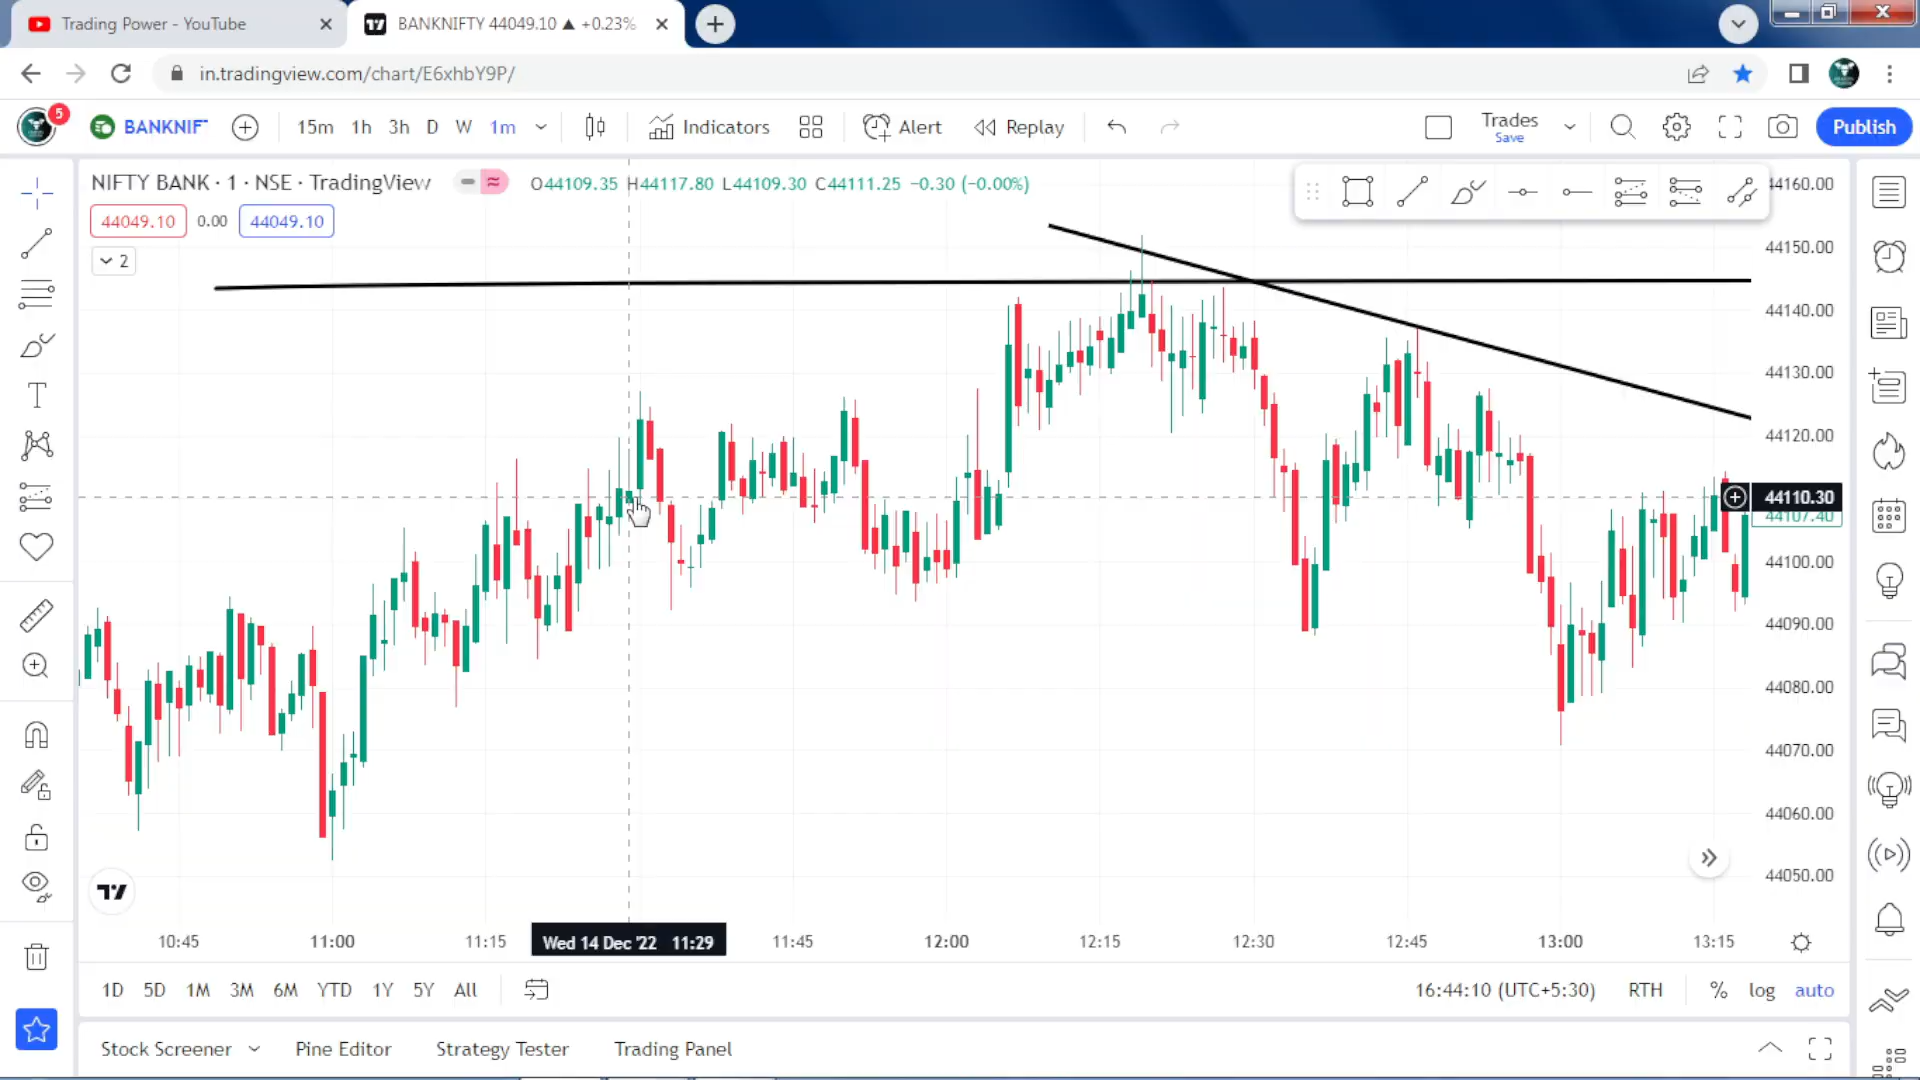 Trading Power - YouTube
BANKNIFTY 44049.10 ▲ +0.23%
in.tradingview.com/chart/E6xhbY9P/
5
BANKNIF
15m 1h 3h D W 1m
Indicators
Alert
Replay
Trades
Save
Publish
NIFTY BANK · 1 · NSE · TradingView
O44109.35 H44117.80 L44109.30 C44111.25 −0.30 (−0.00%)
44049.10 0.00 44049.10
2
44160.00
44150.00
44140.00
44130.00
44120.00
44110.30
44107.40
44100.00
44090.00
44080.00
44070.00
44060.00
44050.00
10:45 11:00 11:15 Wed 14 Dec '22 11:29 11:45 12:00 12:15 12:30 12:45 13:00 13:15
1D 5D 1M 3M 6M YTD 1Y 5Y All
16:44:10 (UTC+5:30) RTH % log auto
Stock Screener Pine Editor Strategy Tester Trading Panel